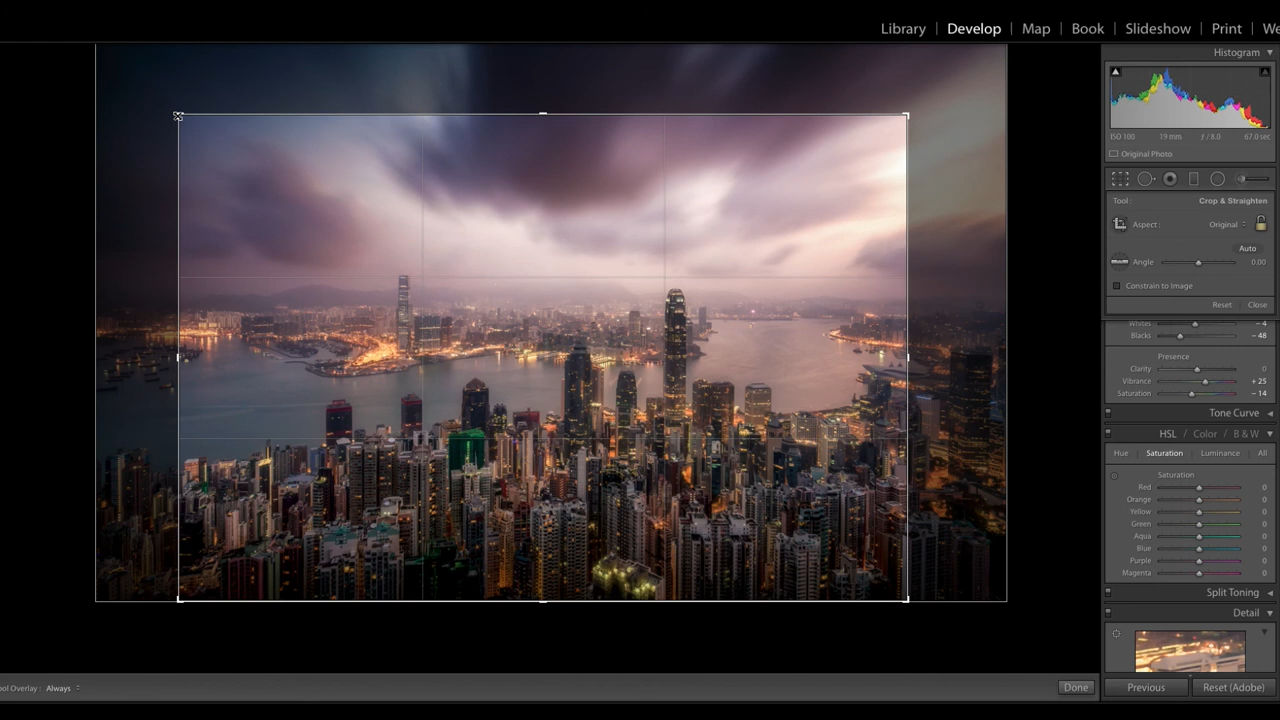 Library | Develop | Map | Book | Slideshow | Print | We
Histogram
ISO 100 19 mm ƒ / 8.0 67.0 sec
Original Photo
Tool : Crop & Straighten
Aspect : Original
Auto
Angle 0.00
Constrain to Image
Reset Close
Whites − 4
Blacks − 48
Presence
Clarity 0
Vibrance + 25
Saturation − 14
Tone Curve
HSL / Color / B & W
Hue Saturation Luminance All
Saturation
Red 0
Orange 0
Yellow 0
Green 0
Aqua 0
Blue 0
Purple 0
Magenta 0
Split Toning
Detail
ool Overlay : Always
Done
Previous Reset (Adobe)